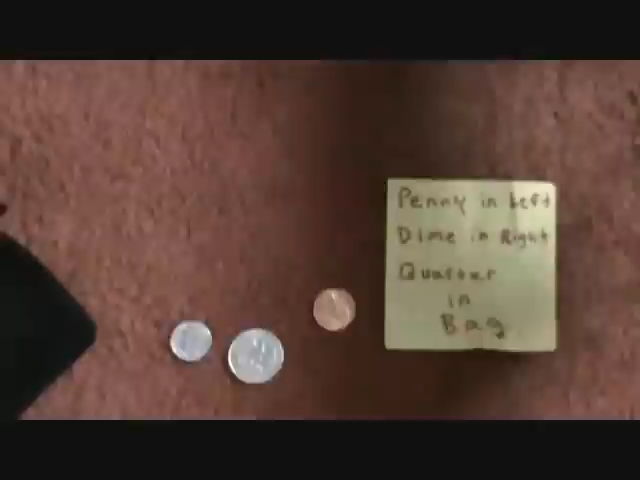 Penny in Left
Dime in Right
Quarter
in
Bag